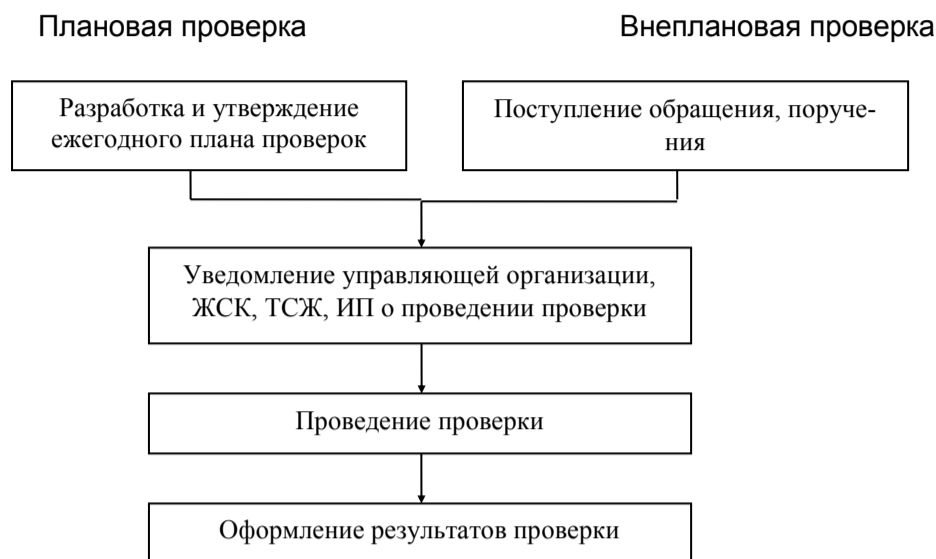 Плановая проверка
Внеплановая проверка
Разработка и утверждение
ежегодного плана проверок
Поступление обращения, поруче-
ния
Уведомление управляющей организации,
ЖСК, ТСЖ, ИП о проведении проверки
Проведение проверки
Оформление результатов проверки